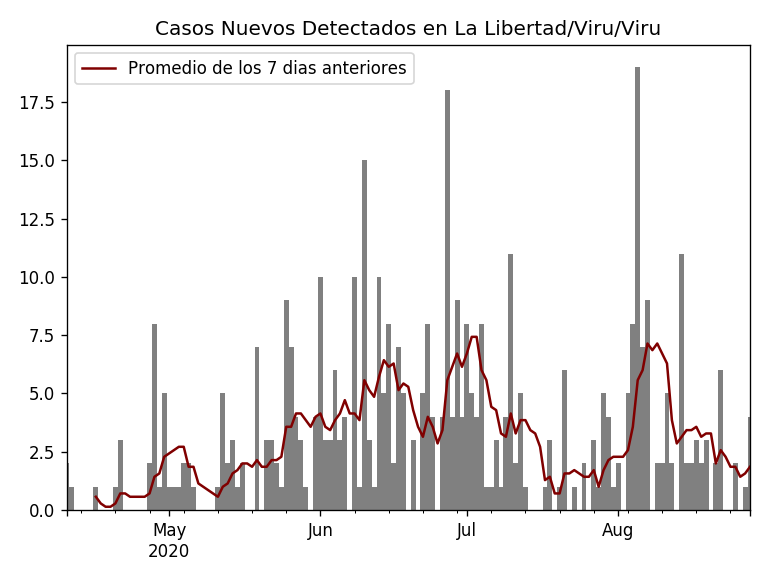 Casos Nuevos Detectados en La Libertad/Viru/Viru
Promedio de los 7 dias anteriores
17.5
15.0
12.5
10.0
7.5
5.0
2.5
0.0
May
2020
Jun
Jul
Aug